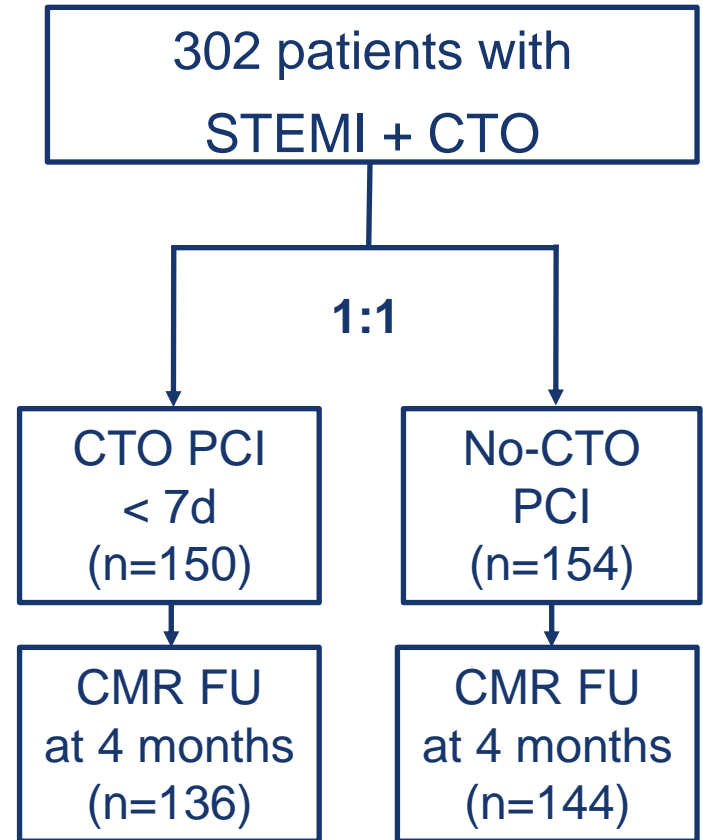 302 patients with
STEMI + CTO
1:1
CTO PCI
< 7d
(n=150)
No-CTO
PCI
(n=154)
CMR FU
at 4 months
(n=136)
CMR FU
at 4 months
(n=144)